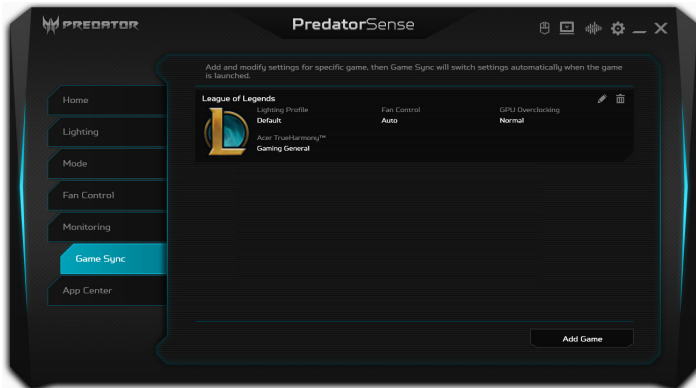 PREDATOR
PredatorSense
Add and modify settings for specific game, then Game Sync will switch settings automatically when the game
is launched.
Home
Lighting
Mode
Fan Control
Monitoring
Game Sync
App Center
League of Legends
Lighting Profile
Default
Fan Control
Auto
GPU Overclocking
Normal
Acer TrueHarmony™
Gaming General
Add Game